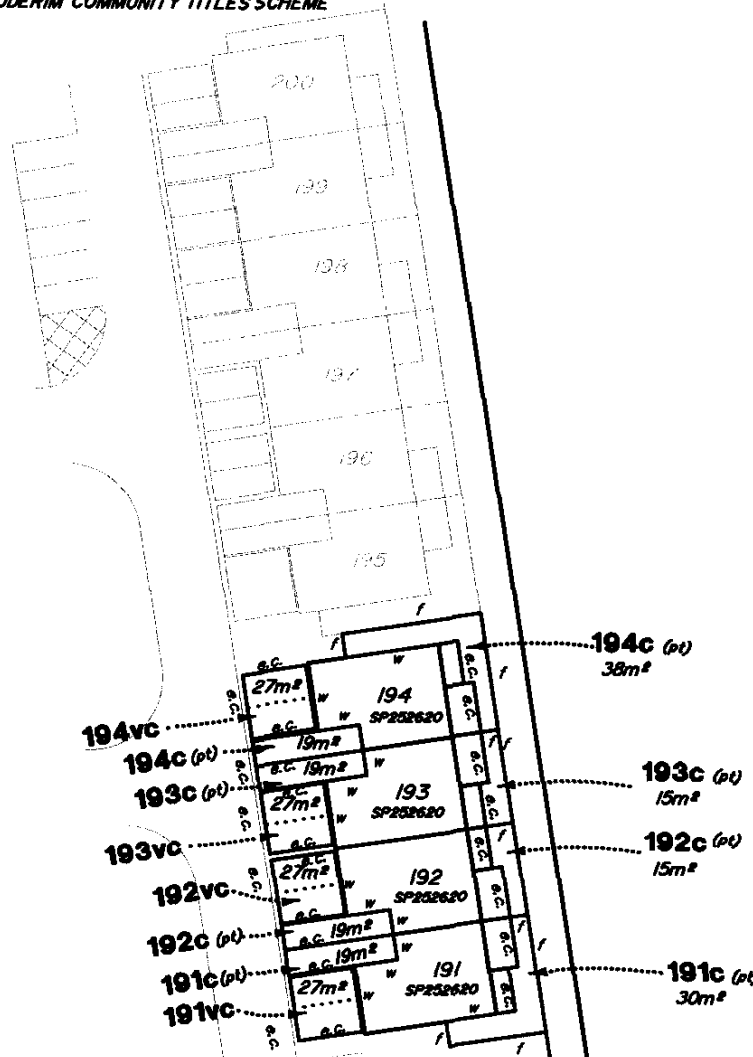 ODERIM COMMUNITY TITLES SCHEME
200
199
198
197
196
195
f
f
194c (pt)
38m²
e.c.
w
e.c.
f
27m²
w
194
SP252620
e.c.
194vc
e.c.
w
19m²
194c (pt)
e.c. 19m²
w
f
f
193c (pt)
e.c.
e.c.
27m²
w
193
SP252620
e.c.
193c (pt)
15m²
e.c.
w
193vc
e.c.
e.c.
f
192c (pt)
15m²
e.c.
27m²
w
192
SP252620
e.c.
192vc
e.c.
w
192c (pt)
e.c. 19m²
f
191c (pt)
e.c. 19m²
w
e.c.
f
191
SP252620
191c (pt
30m²
27m²
w
e.c.
191vc
w
e.c.
e.c.
f
f